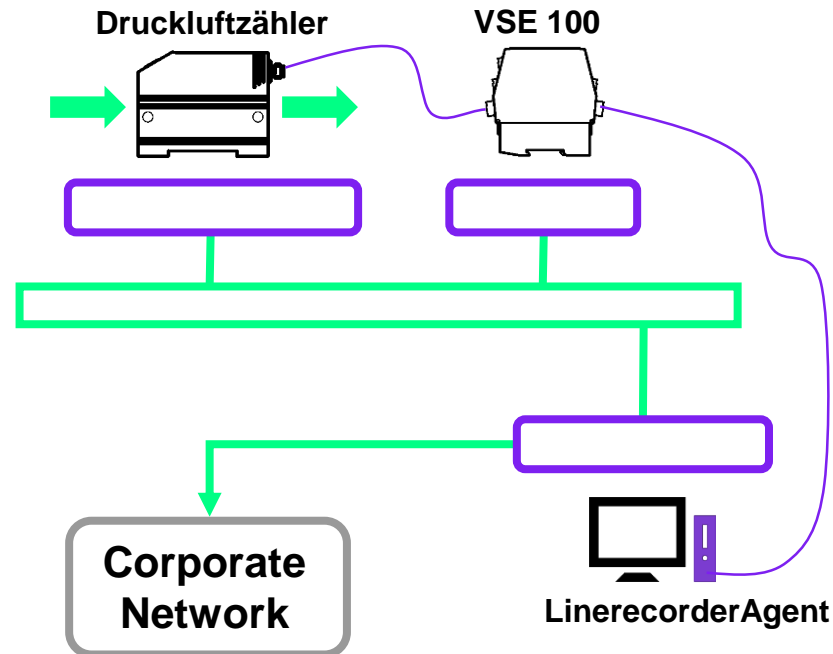 Druckluftzähler
VSE 100
Corporate
Network
LinerecorderAgent